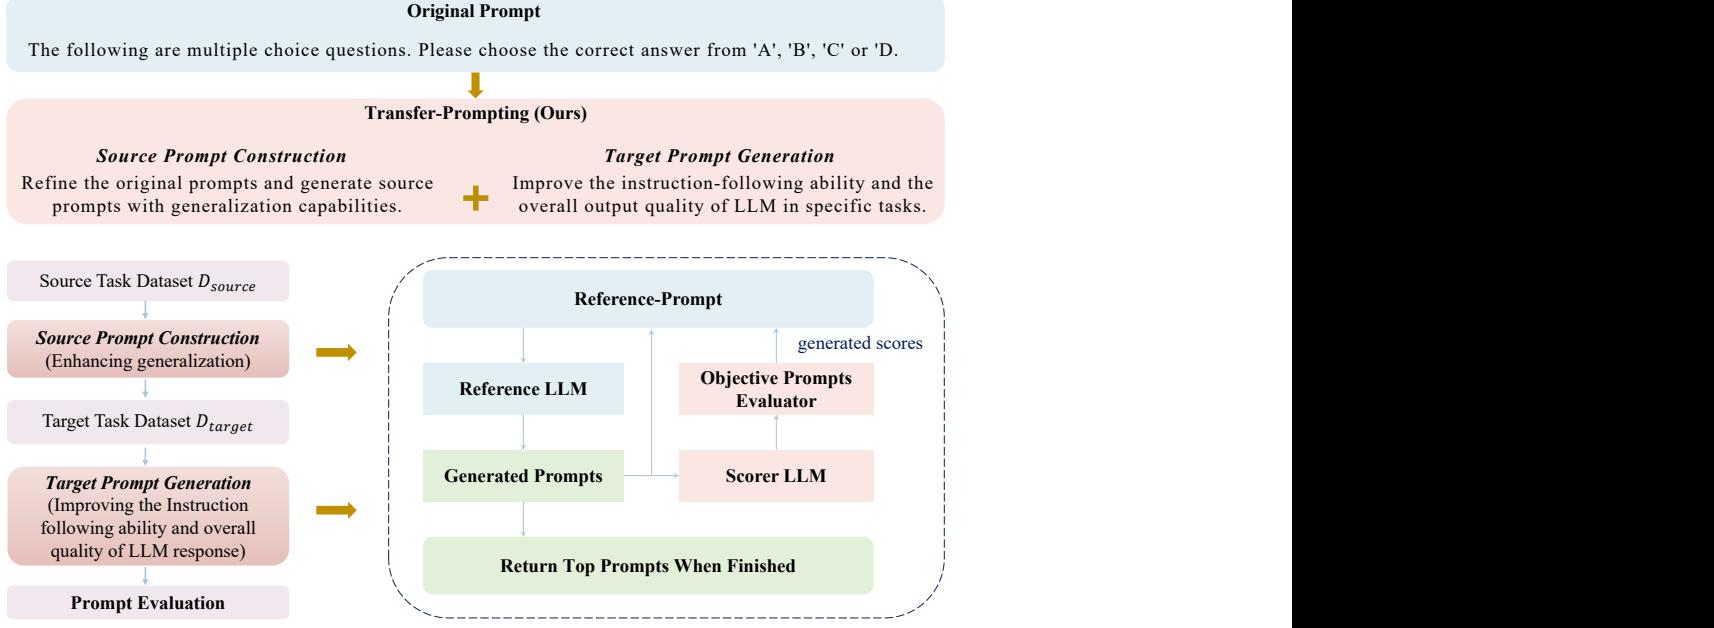 Original Prompt
The following are multiple choice questions. Please choose the correct answer from 'A', 'B', 'C' or 'D.
Transfer-Prompting (Ours)
Source Prompt Construction
Refine the original prompts and generate source
prompts with generalization capabilities.
+
Target Prompt Generation
Improve the instruction-following ability and the
overall output quality of LLM in specific tasks.
Source Task Dataset D_source
Source Prompt Construction
(Enhancing generalization)
Target Task Dataset D_target
Target Prompt Generation
(Improving the Instruction
following ability and overall
quality of LLM response)
Prompt Evaluation
Reference-Prompt
generated scores
Reference LLM
Objective Prompts
Evaluator
Generated Prompts
Scorer LLM
Return Top Prompts When Finished